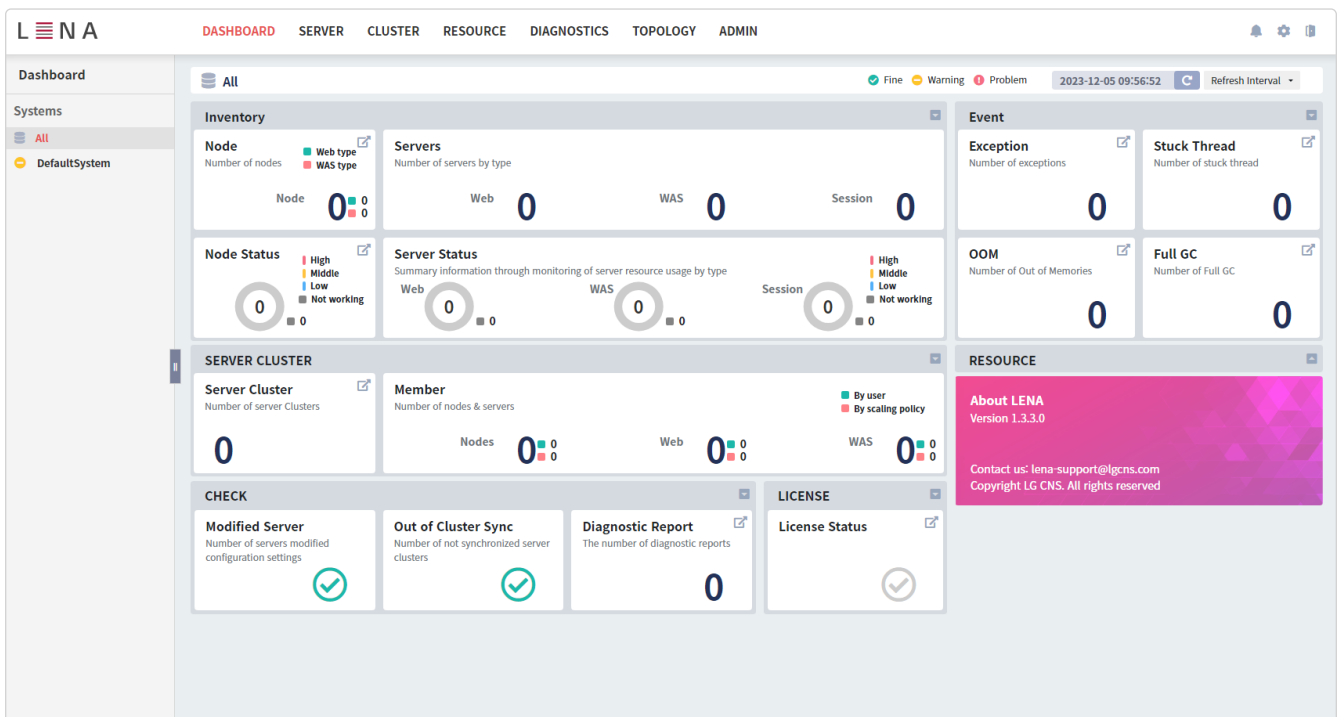 LENA
DASHBOARD SERVER CLUSTER RESOURCE DIAGNOSTICS TOPOLOGY ADMIN
Dashboard
Systems
All
DefaultSystem
All
Fine Warning Problem
2023-12-05 09:56:52
Refresh Interval
Inventory
Node
Number of nodes
Web type
WAS type
Node 0 0
0
Servers
Number of servers by type
Web 0 WAS 0 Session 0
Node Status
High
Middle
Low
Not working
0
0
Server Status
Summary information through monitoring of server resource usage by type
High
Middle
Low
Not working
Web 0 0
WAS 0 0
Session 0 0
Event
Exception
Number of exceptions
0
Stuck Thread
Number of stuck thread
0
OOM
Number of Out of Memories
0
Full GC
Number of Full GC
0
SERVER CLUSTER
Server Cluster
Number of server Clusters
0
Member
Number of nodes & servers
By user
By scaling policy
Nodes 0 0
0
Web 0 0
0
WAS 0 0
0
RESOURCE
About LENA
Version 1.3.3.0
Contact us: lena-support@lgcns.com
Copyright LG CNS. All rights reserved
CHECK
Modified Server
Number of servers modified
configuration settings
Out of Cluster Sync
Number of not synchronized server
clusters
Diagnostic Report
The number of diagnostic reports
0
LICENSE
License Status